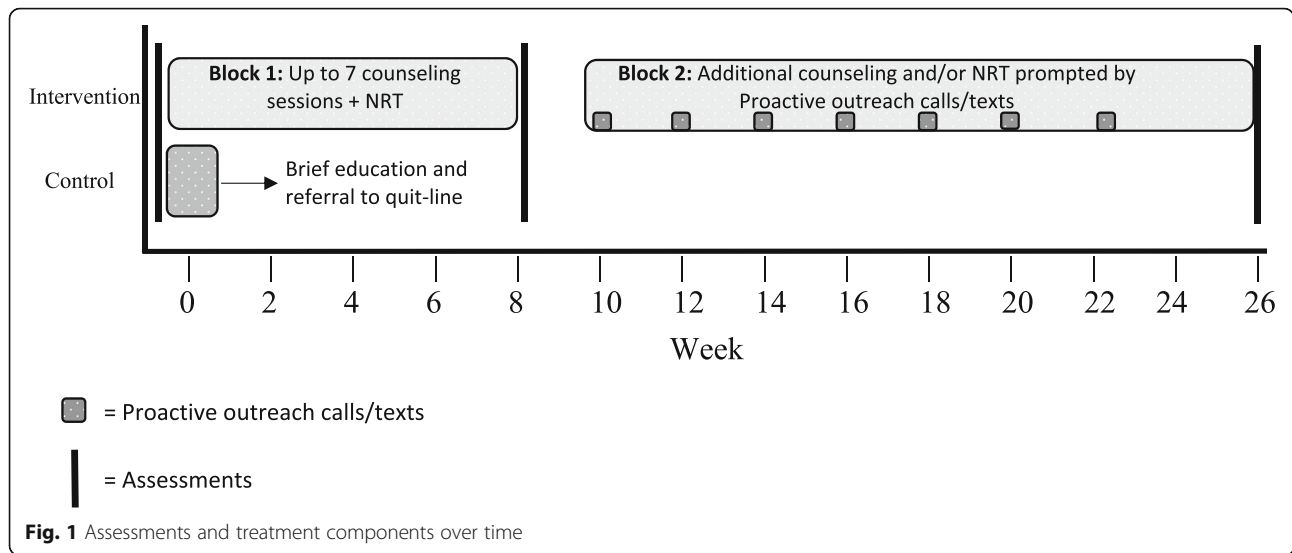 Intervention
Block 1: Up to 7 counseling
sessions + NRT
Block 2: Additional counseling and/or NRT prompted by
Proactive outreach calls/texts
Control
Brief education and
referral to quit-line
0 2 4 6 8 10 12 14 16 18 20 22 24 26
Week
= Proactive outreach calls/texts
= Assessments
Fig. 1 Assessments and treatment components over time